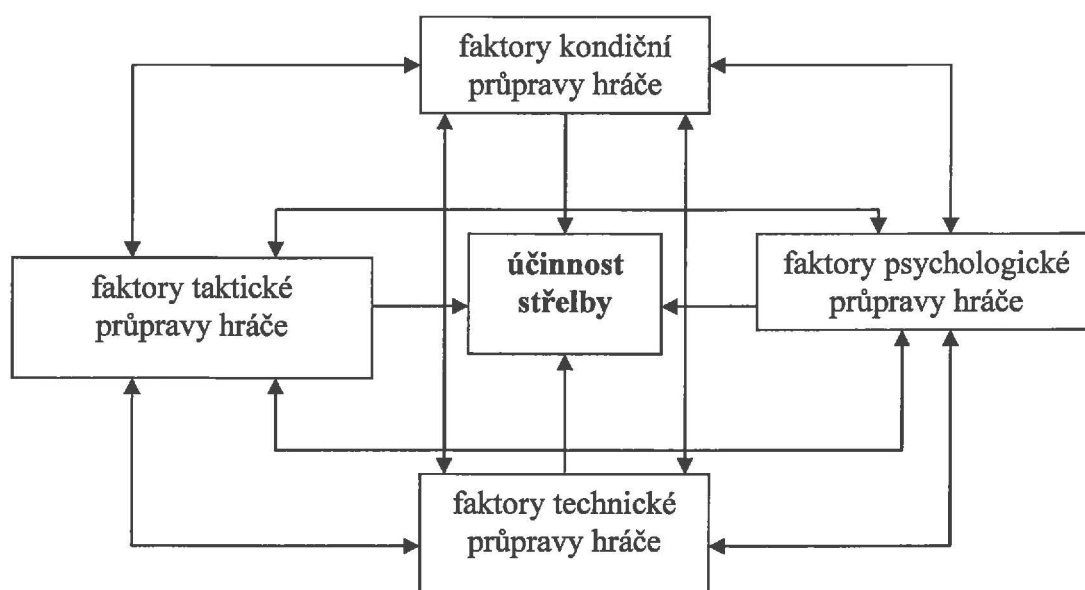 faktory kondiční
průpravy hráče
účinnost
střelby
faktory taktické
průpravy hráče
faktory psychologické
průpravy hráče
faktory technické
průpravy hráče